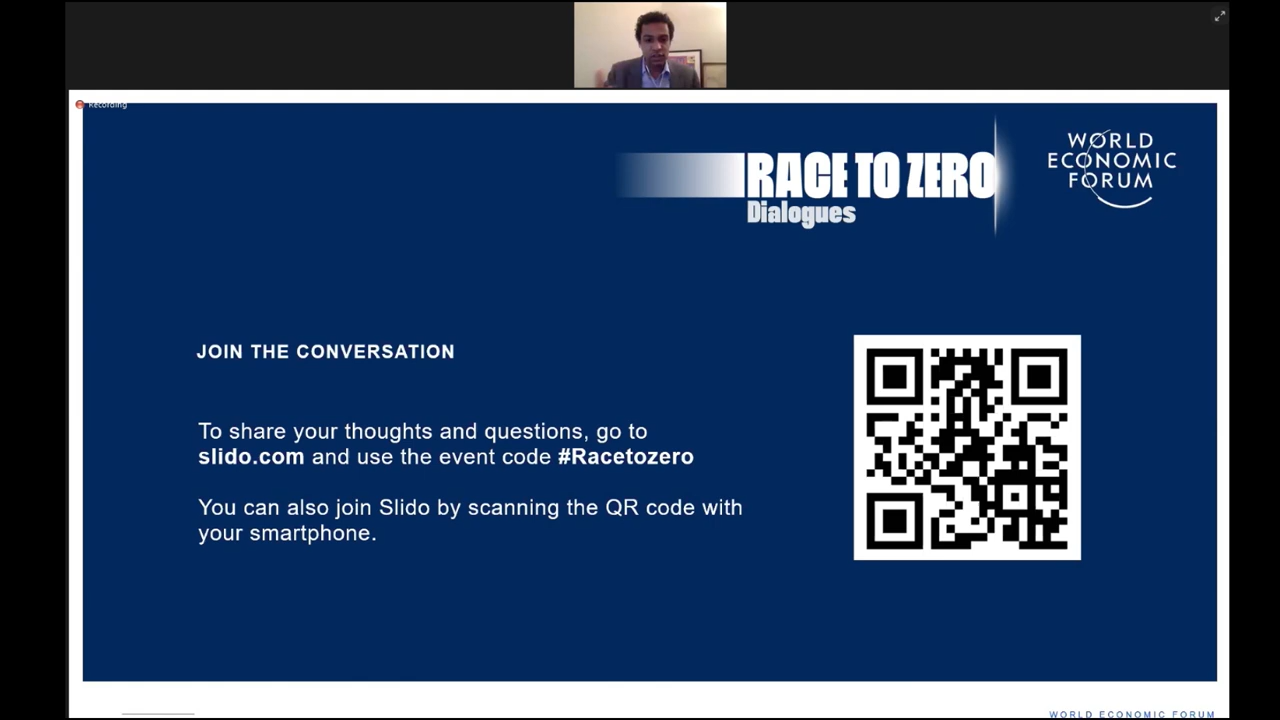 Recording
RACE TO ZERO
Dialogues
WORLD
ECONOMIC
FORUM
JOIN THE CONVERSATION
To share your thoughts and questions, go to
slido.com and use the event code #Racetozero
You can also join Slido by scanning the QR code with
your smartphone.
WORLD ECONOMIC FORUM